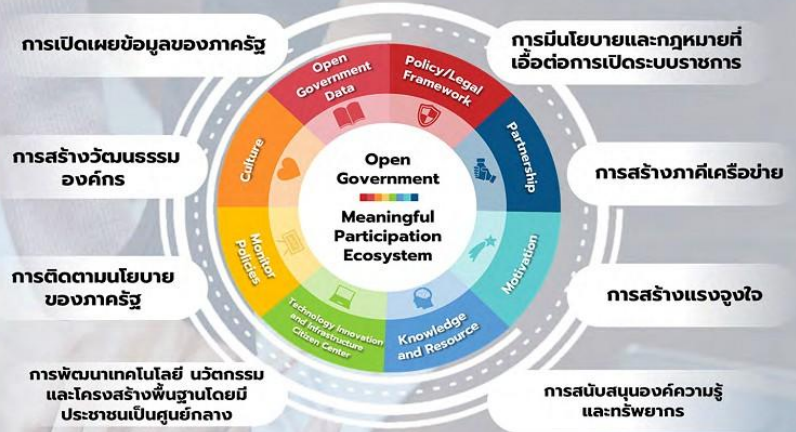 การเปิดเผยข้อมูลของภาครัฐ
การมีนโยบายและกฎหมายที่
เอื้อต่อการเปิดระบบราชการ
การสร้างวัฒนธรรม
องค์กร
การสร้างภาคีเครือข่าย
การติดตามนโยบาย
ของภาครัฐ
การสร้างแรงจูงใจ
การพัฒนาเทคโนโลยี นวัตกรรม
และโครงสร้างพื้นฐานโดยมี
ประชาชนเป็นศูนย์กลาง
การสนับสนุนองค์ความรู้
และทรัพยากร
Open
Government
Data
Policy/Legal
Framework
Partnership
Motivation
Knowledge
and Resource
Technology Innovation
and Infrastructure
Citizen Center
Monitor
Policies
Culture
Open
Government
Meaningful
Participation
Ecosystem